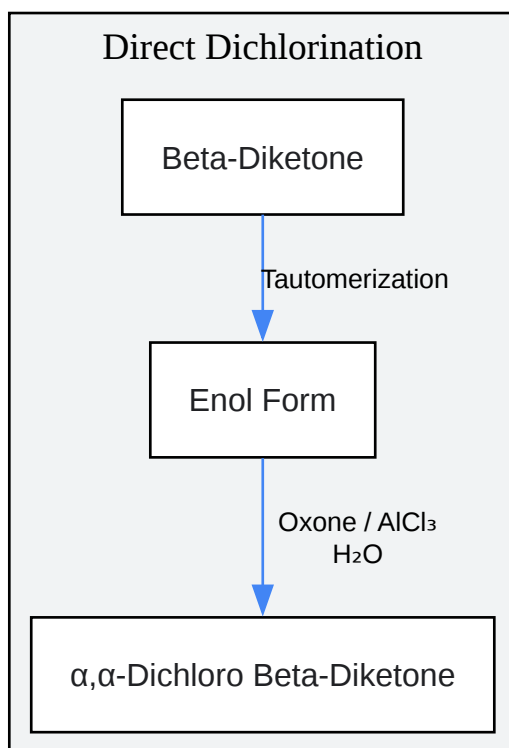 Direct Dichlorination
Beta-Diketone
Tautomerization
Enol Form
Oxone / AlCl₃
H₂O
α,α-Dichloro Beta-Diketone